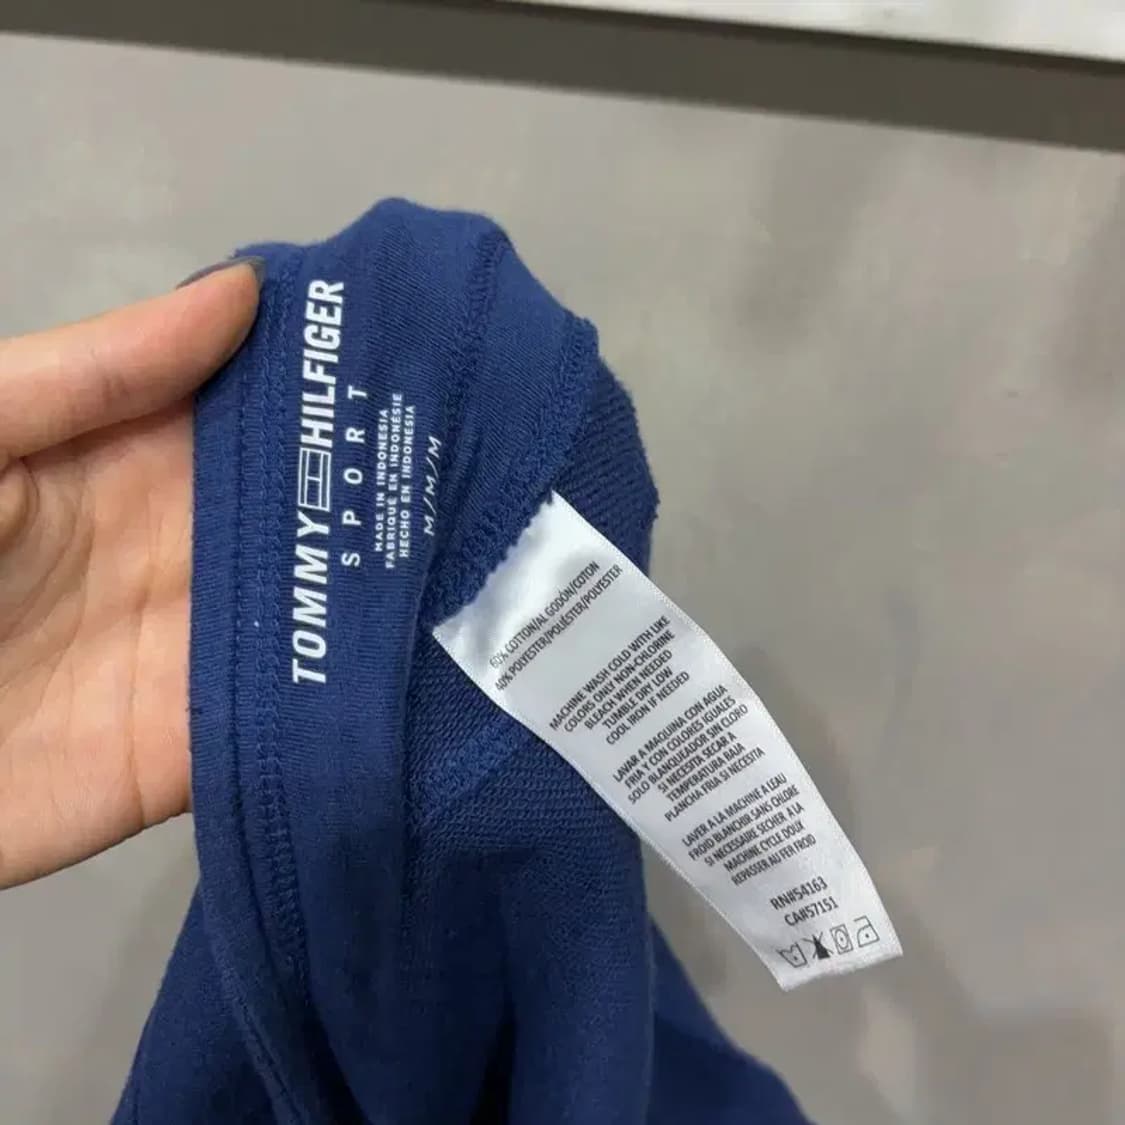 TOMMY HILFIGER
SPORT
MADE IN INDONESIA
FABRIQUÉ EN INDONÉSIE
HECHO EN INDONESIA
M/M/M
60% COTTON/ALGODÓN/COTON
40% POLYESTER/POLIÉSTER/POLYESTER
MACHINE WASH COLD WITH LIKE
COLORS ONLY NON-CHLORINE
BLEACH WHEN NEEDED
TUMBLE DRY LOW
COOL IRON IF NEEDED
LAVAR A MAQUINA CON AGUA
FRIA Y CON COLORES IGUALES
SOLO BLANQUEADOR SIN CLORO
SI NECESITA SECAR A
TEMPERATURA BAJA
PLANCHA FRIA SI NECESITA
LAVER A LA MACHINE A LEAU
FROID BLANCHIR SANS CHLORE
SI NECESSAIRE SECHER A LA
MACHINE CYCLE DOUX
REPASSER AU FER FROID
RN#54163
CA#57151